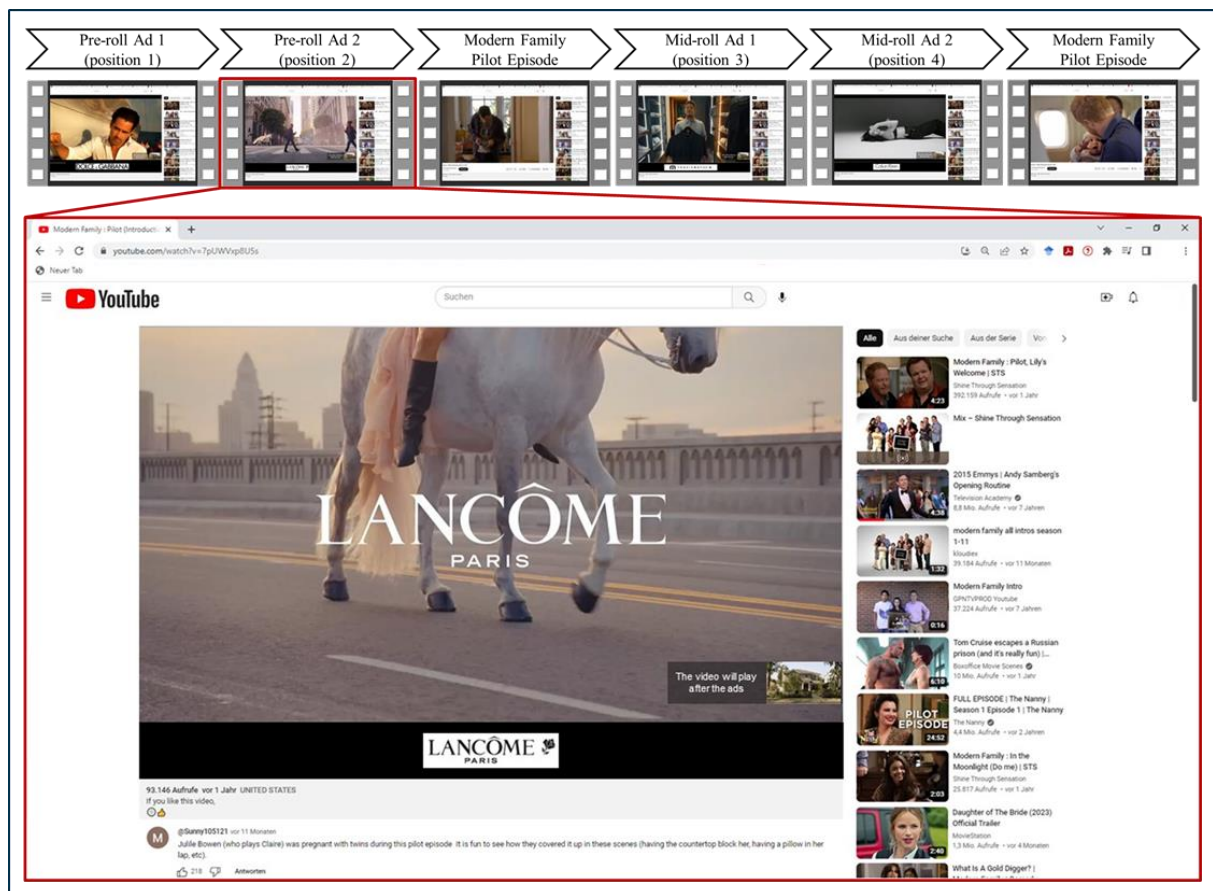 Pre-roll Ad 1
(position 1)
Pre-roll Ad 2
(position 2)
Modern Family
Pilot Episode
Mid-roll Ad 1
(position 3)
Mid-roll Ad 2
(position 4)
Modern Family
Pilot Episode
DOLCE & GABBANA
LANCÔME
Modern Family : Pilot (Introducti
youtube.com/watch?v=7pUWVxp8U5s
Neuer Tab
YouTube
Suchen
LANCÔME
PARIS
The video will play
after the ads
LANCÔME
PARIS
93.146 Aufrufe vor 1 Jahr UNITED STATES
If you like this video,
M
@Sunny105121 vor 11 Monaten
Julile Bowen (who plays Claire) was pregnant with twins during this pilot episode It is fun to see how they covered it up in these scenes (having the countertop block her, having a pillow in her
lap, etc).
218
Antworten
Alle
Aus deiner Suche
Aus der Serie
Von
Modern Family : Pilot, Lily's
Welcome | STS
Shine Through Sensation
392.159 Aufrufe • vor 1 Jahr
4:23
Mix – Shine Through Sensation
2015 Emmys | Andy Samberg's
Opening Routine
Television Academy
8,8 Mio. Aufrufe • vor 7 Jahren
4:38
modern family all intros season
1-11
kloudrex
39.184 Aufrufe • vor 11 Monaten
1:32
Modern Family Intro
GPNTVPROD Youtube
37.224 Aufrufe • vor 7 Jahren
0:16
Tom Cruise escapes a Russian
prison (and it's really fun) |...
Boxoffice Movie Scenes
10 Mio. Aufrufe • vor 1 Jahr
6:10
FULL EPISODE | The Nanny |
Season 1 Episode 1 | The Nanny
The Nanny
4,4 Mio. Aufrufe • vor 2 Jahren
PILOT
EPISODE
24:52
Modern Family : In the
Moonlight (Do me) | STS
Shine Through Sensation
25.817 Aufrufe • vor 1 Jahr
2:03
Daughter of The Bride (2023)
Official Trailer
MovieStation
1,3 Mio. Aufrufe • vor 4 Monaten
2:40
What Is A Gold Digger? |